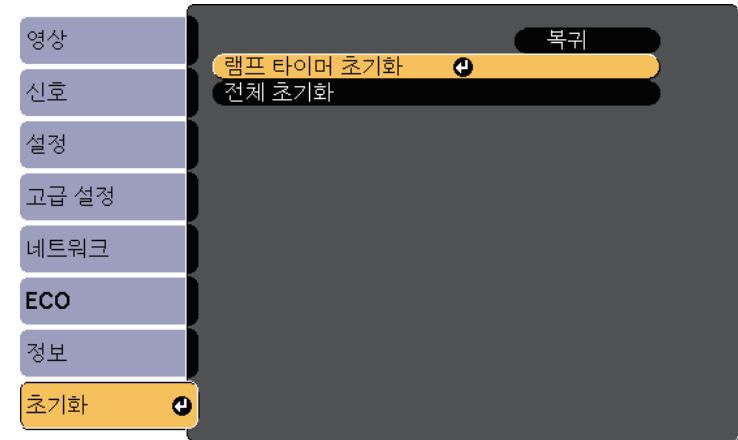 영상
신호
설정
고급 설정
네트워크
ECO
정보
초기화
복귀
램프 타이머 초기화
전체 초기화